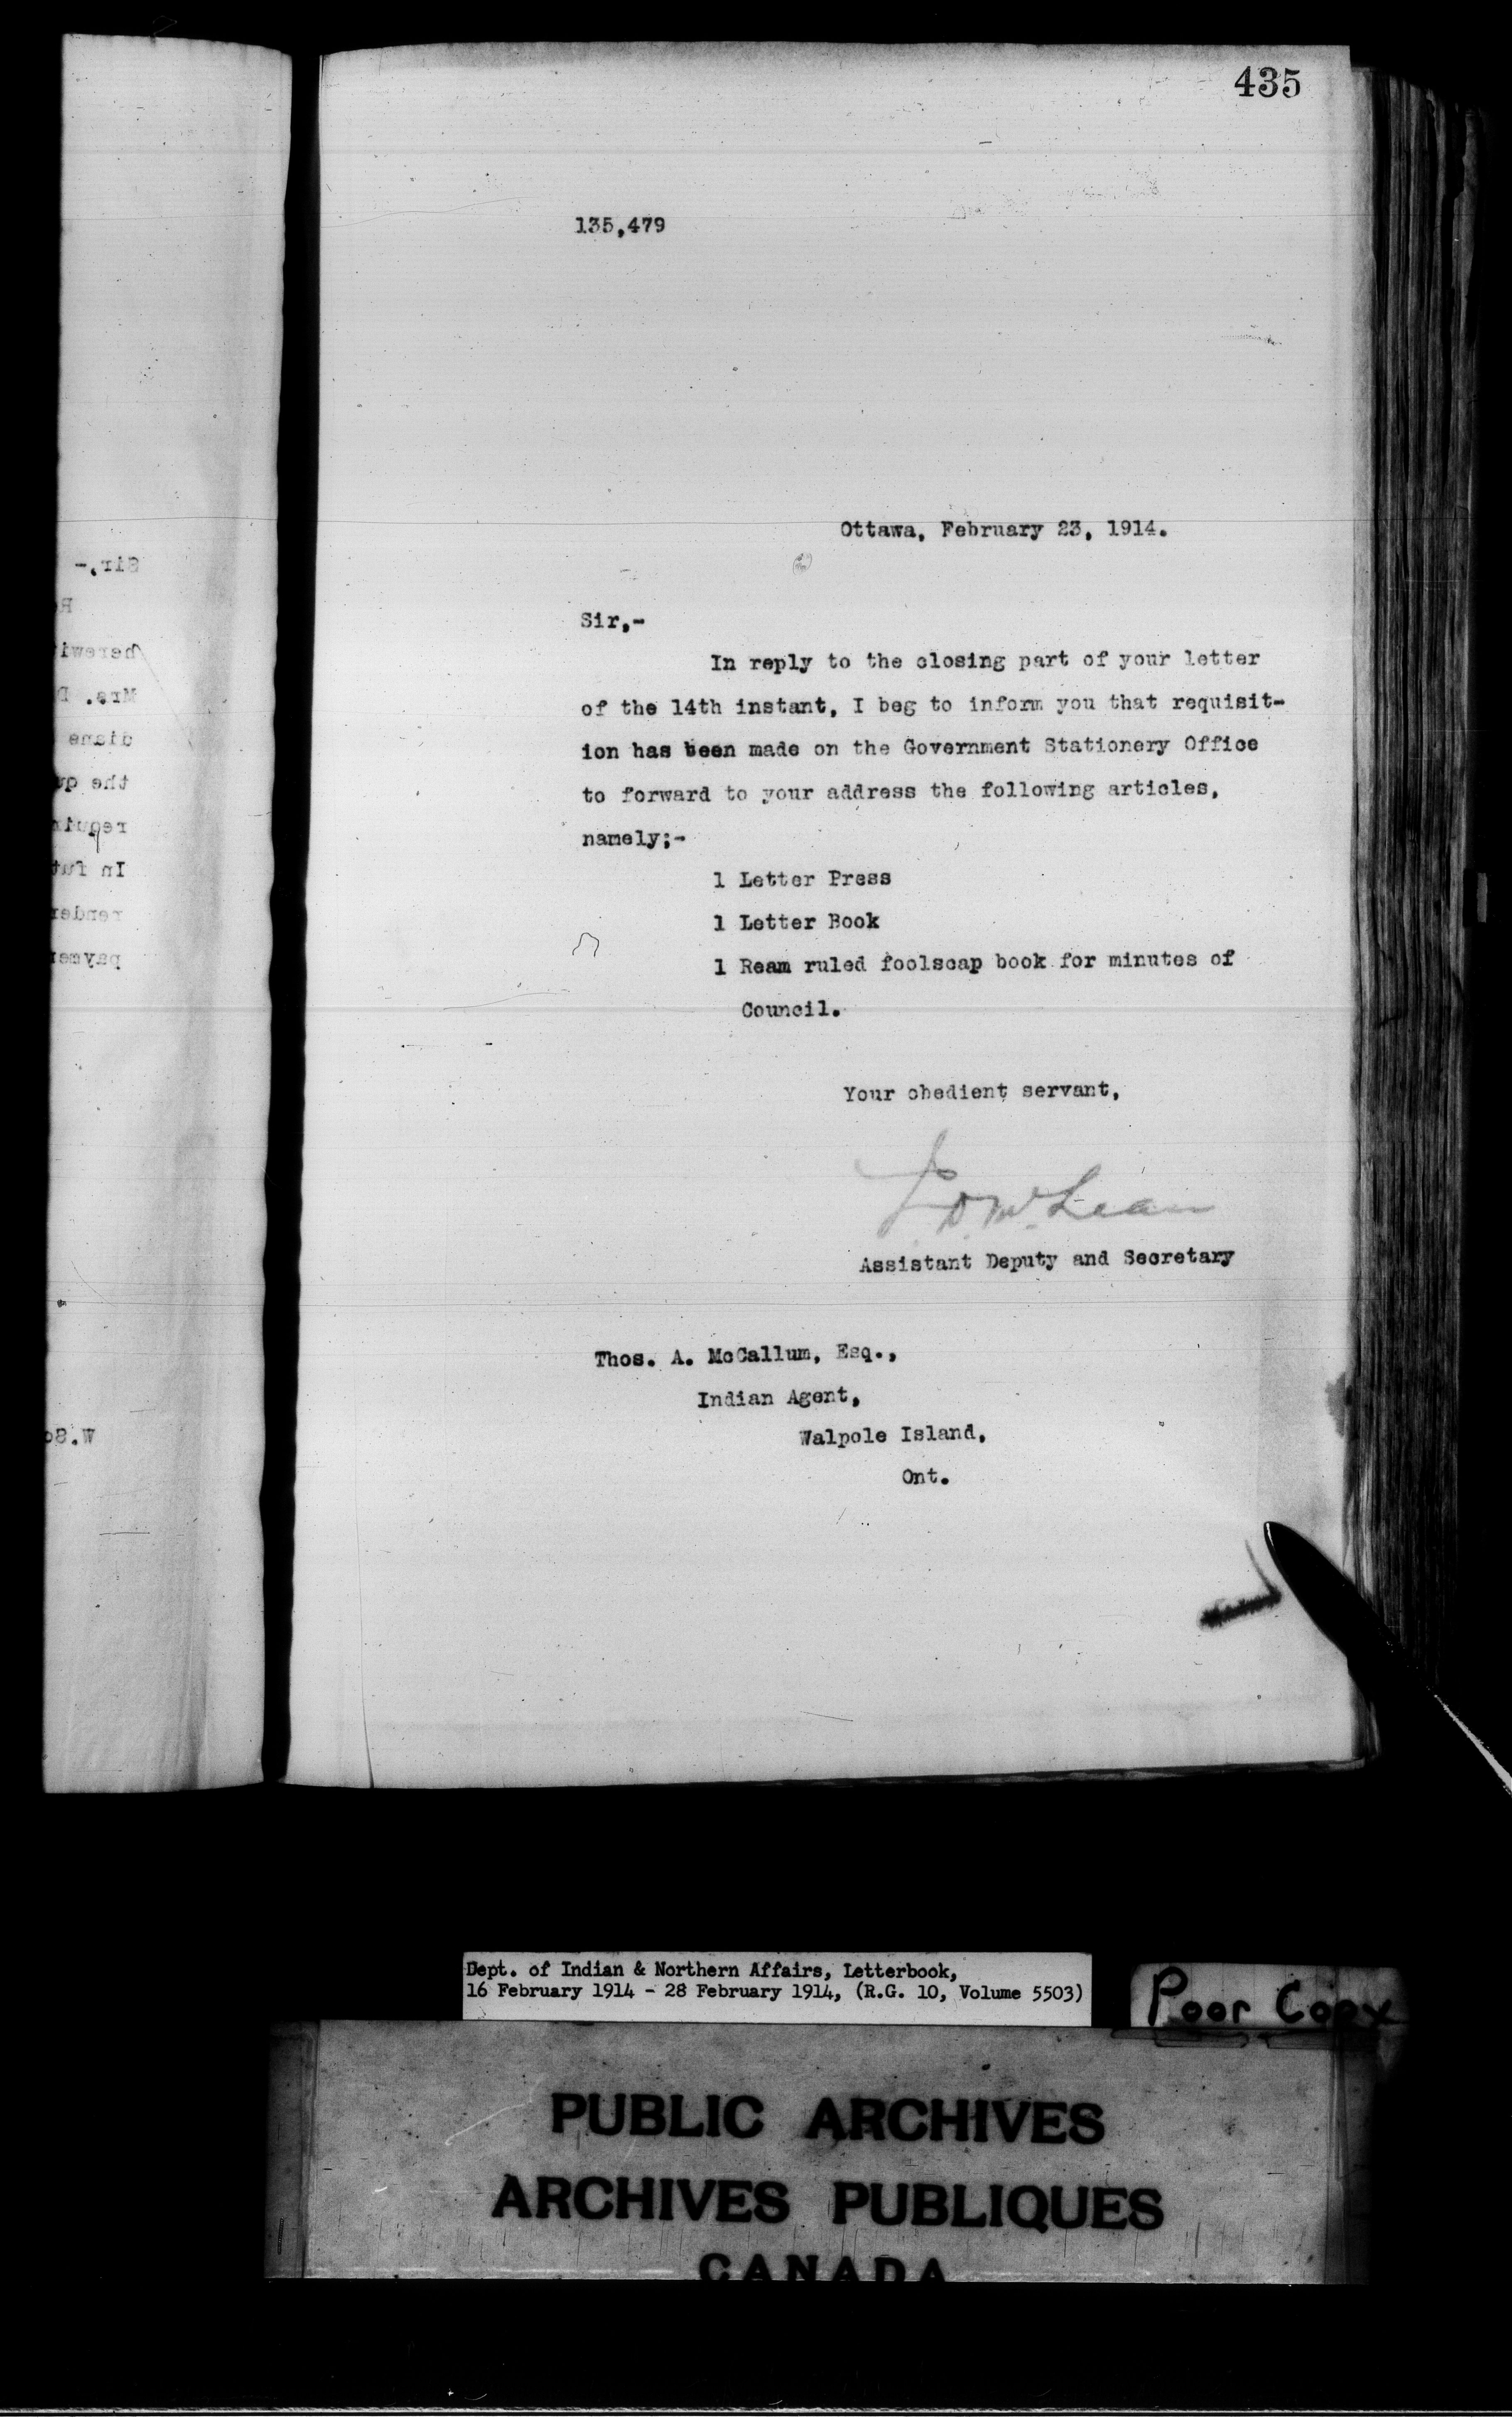 435
135,479
Ottawa, February 23, 1914.
Sir,-
In reply to the closing part of your letter
of the 14th instant, I beg to inform you that requisit-
ion has been made on the Government Stationery Office
to forward to your address the following articles,
namely;-
1 Letter Press
1 Letter Book
1 Ream ruled foolscap book for minutes of
Council.
Your obedient servant,
J. D. McLean
Assistant Deputy and Secretary
Thos. A. McCallum, Esq.,
Indian Agent,
Walpole Island,
Ont.
Dept. of Indian & Northern Affairs, Letterbook,
16 February 1914 - 28 February 1914, (R.G. 10, Volume 5503)
Poor Copy
PUBLIC ARCHIVES
ARCHIVES PUBLIQUES
CANADA